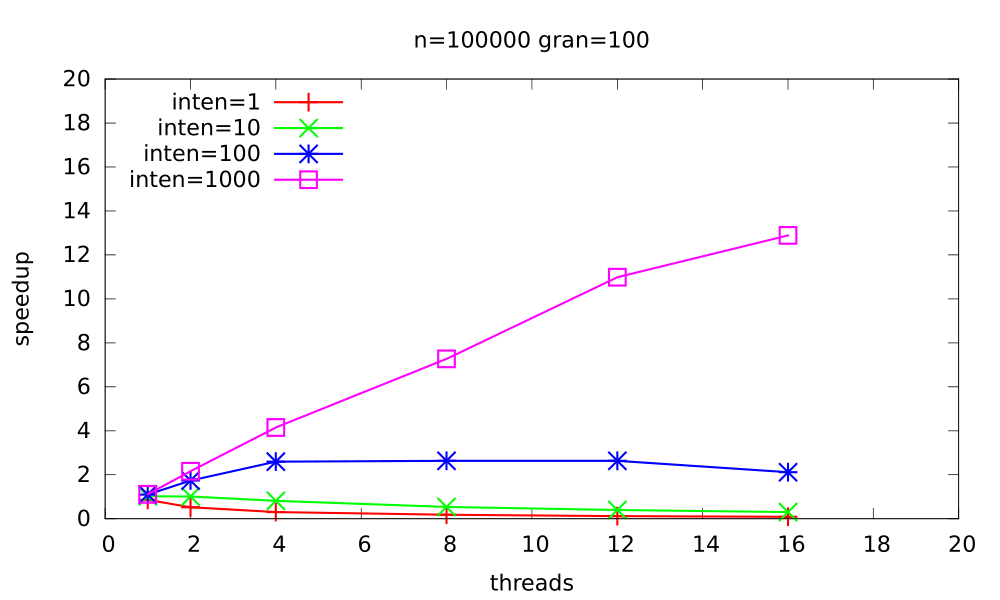 n=100000 gran=100
20
18
16
14
12
10
8
6
4
2
0
inten=1
inten=10
inten=100
inten=1000
speedup
0 2 4 6 8 10 12 14 16 18 20
threads